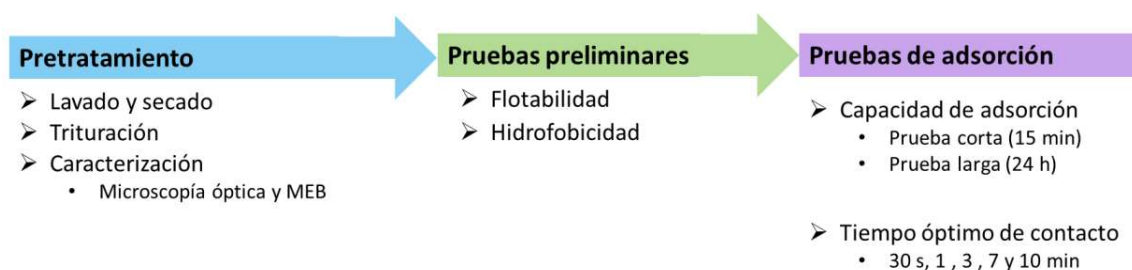 Pretratamiento
➢ Lavado y secado
➢ Trituración
➢ Caracterización
• Microscopía óptica y MEB
Pruebas preliminares
➢ Flotabilidad
➢ Hidrofobicidad
Pruebas de adsorción
➢ Capacidad de adsorción
• Prueba corta (15 min)
• Prueba larga (24 h)
➢ Tiempo óptimo de contacto
• 30 s, 1 , 3 , 7 y 10 min